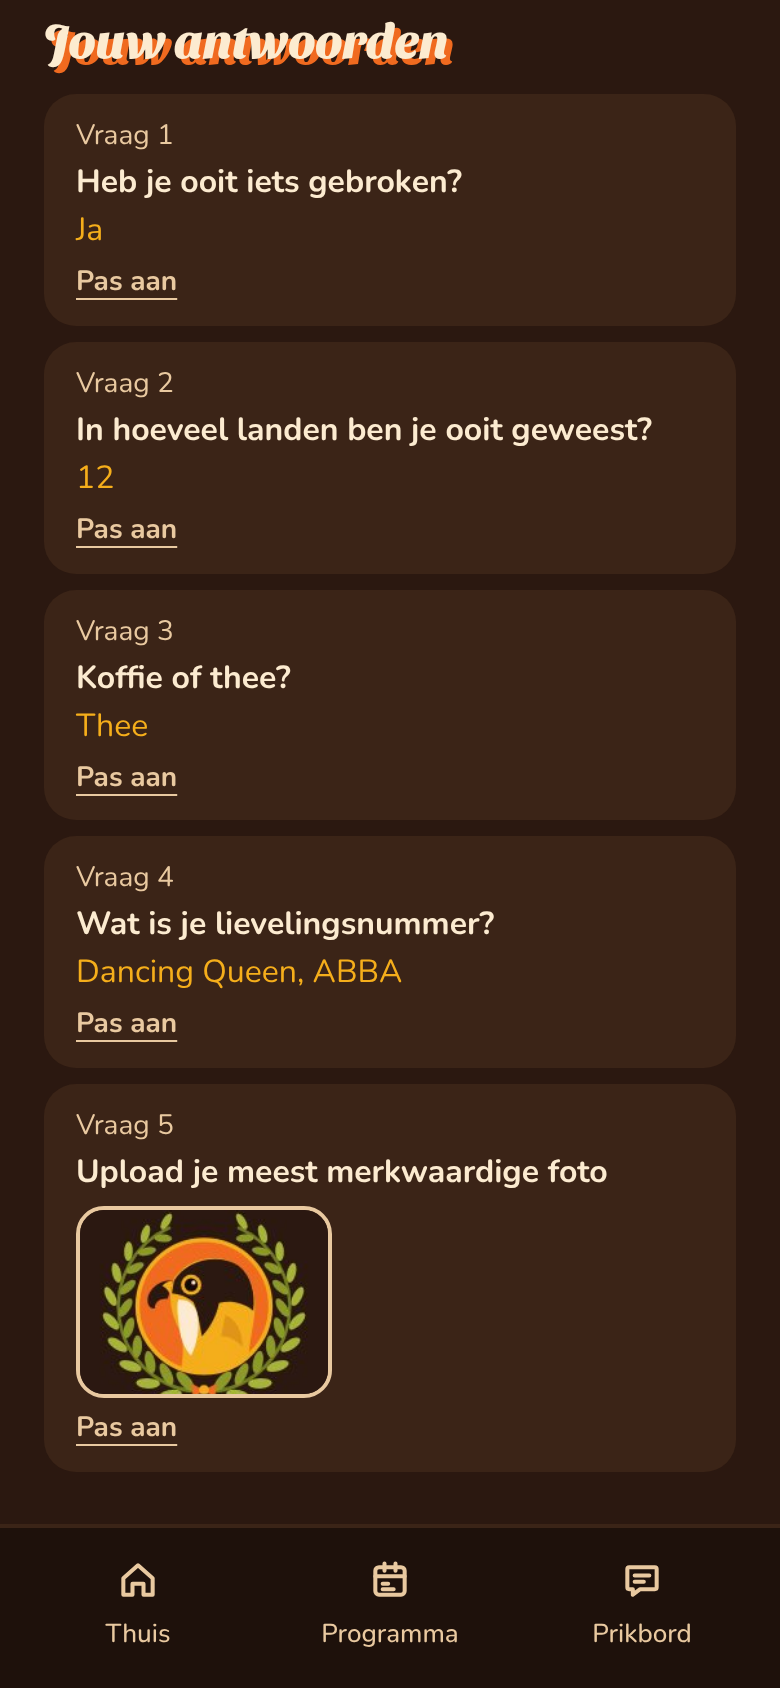 Jouw antwoorden
Vraag 1
Heb je ooit iets gebroken?
Ja
Pas aan
Vraag 2
In hoeveel landen ben je ooit geweest?
12
Pas aan
Vraag 3
Koffie of thee?
Thee
Pas aan
Vraag 4
Wat is je lievelingsnummer?
Dancing Queen, ABBA
Pas aan
Vraag 5
Upload je meest merkwaardige foto
Pas aan
Thuis
Programma
Prikbord